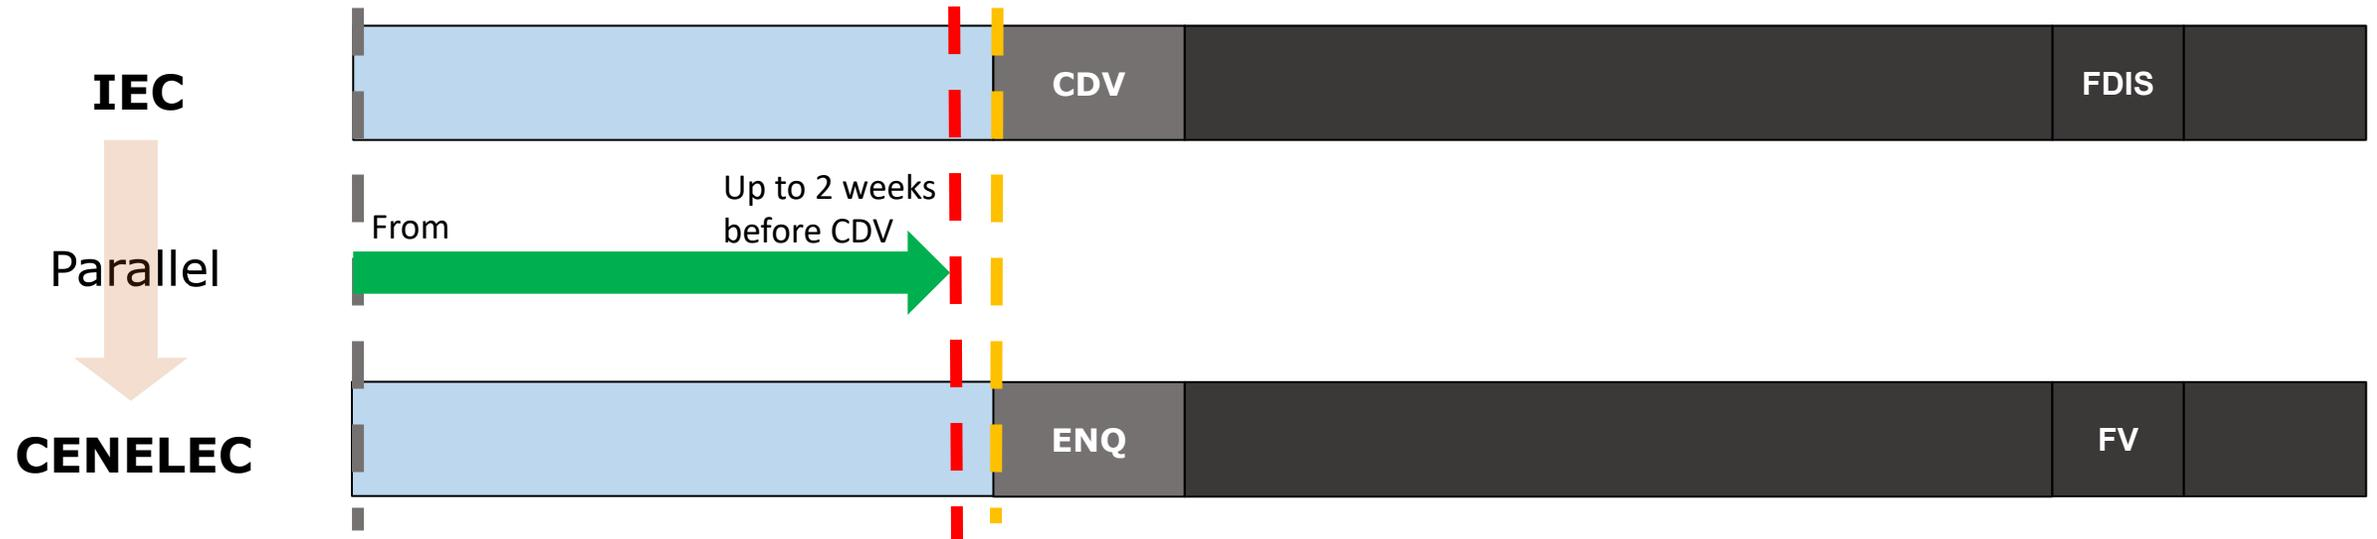 IEC
CDV
FDIS
Up to 2 weeks
before CDV
From
Parallel
CENELEC
ENQ
FV